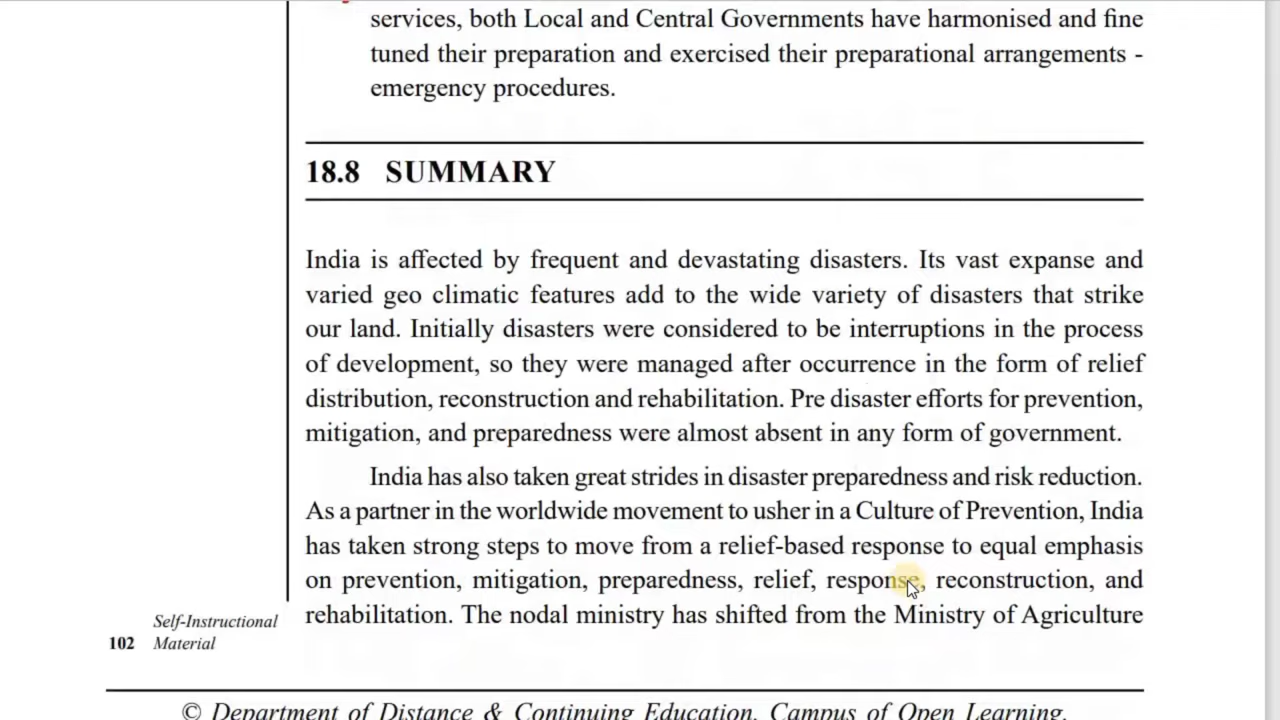 services, both Local and Central Governments have harmonised and fine
tuned their preparation and exercised their preparational arrangements -
emergency procedures.
18.8 SUMMARY
India is affected by frequent and devastating disasters. Its vast expanse and
varied geo climatic features add to the wide variety of disasters that strike
our land. Initially disasters were considered to be interruptions in the process
of development, so they were managed after occurrence in the form of relief
distribution, reconstruction and rehabilitation. Pre disaster efforts for prevention,
mitigation, and preparedness were almost absent in any form of government.
India has also taken great strides in disaster preparedness and risk reduction.
As a partner in the worldwide movement to usher in a Culture of Prevention, India
has taken strong steps to move from a relief-based response to equal emphasis
on prevention, mitigation, preparedness, relief, response, reconstruction, and
rehabilitation. The nodal ministry has shifted from the Ministry of Agriculture
Self-Instructional
102 Material
© Department of Distance & Continuing Education, Campus of Open Learning,